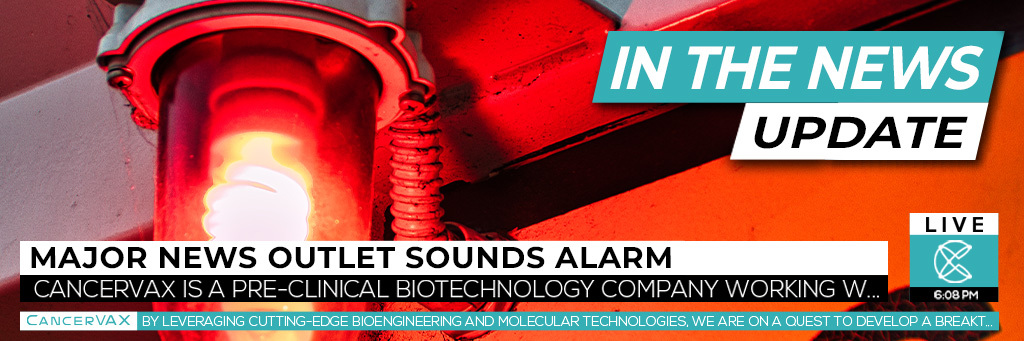 IN THE NEWS
UPDATE
LIVE
6:08 PM
MAJOR NEWS OUTLET SOUNDS ALARM
CANCERVAX IS A PRE-CLINICAL BIOTECHNOLOGY COMPANY WORKING W...
CANCERVAX BY LEVERAGING CUTTING-EDGE BIOENGINEERING AND MOLECULAR TECHNOLOGIES, WE ARE ON A QUEST TO DEVELOP A BREAKT...